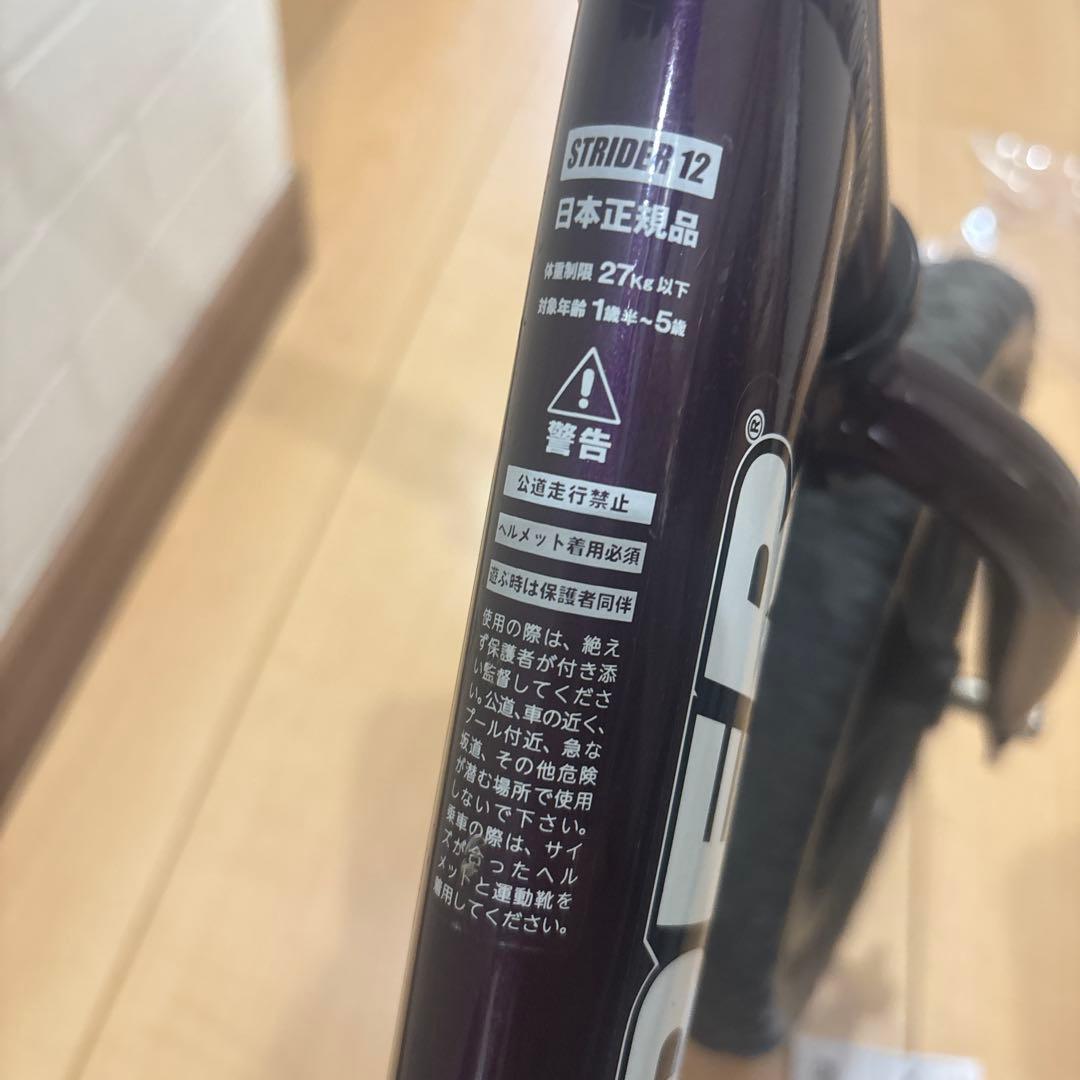 STRIDER 12
日本正規品
体重制限 27Kg以下
対象年齢 1歳半~5歳
警告
公道走行禁止
ヘルメット着用必須
遊ぶ時は保護者同伴
使用の際は、絶え
ず保護者が付き添
い監督してくださ
い。公道、車の近く、
プール付近、急な
坂道、その他危険
が潜む場所で使用
しないで下さい。
乗車の際は、サイ
ズが合ったヘル
メットと運動靴を
着用してください。
®